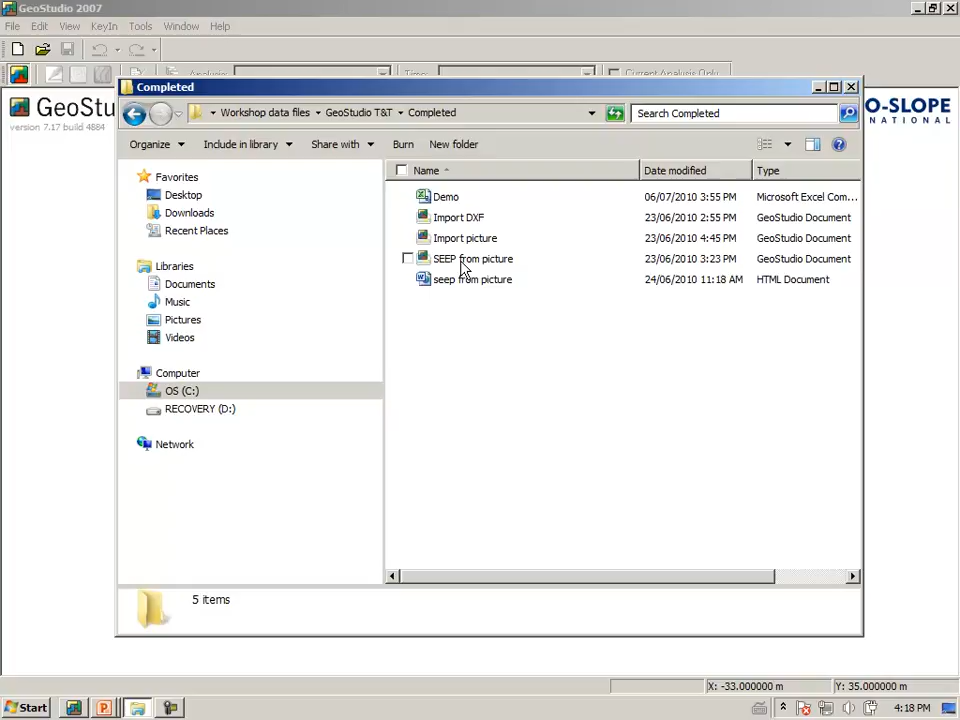 GeoStudio 2007
File Edit View KeyIn Tools Window Help
Analysis: Time: Current Analysis Only
Completed
GeoStu
O-SLOPE
Workshop data files GeoStudio T&T Completed Search Completed
NATIONAL
version 7.17 build 4884
Organize Include in library Share with Burn New folder
Name Date modified Type
Favorites
Desktop
Downloads
Recent Places
Libraries
Documents
Music
Pictures
Videos
Computer
OS (C:)
RECOVERY (D:)
Network
Demo 06/07/2010 3:55 PM Microsoft Excel Com...
Import DXF 23/06/2010 2:55 PM GeoStudio Document
Import picture 23/06/2010 4:45 PM GeoStudio Document
SEEP from picture 23/06/2010 3:23 PM GeoStudio Document
seep from picture 24/06/2010 11:18 AM HTML Document
5 items
X: -33.000000 m Y: 35.000000 m
Start 4:18 PM